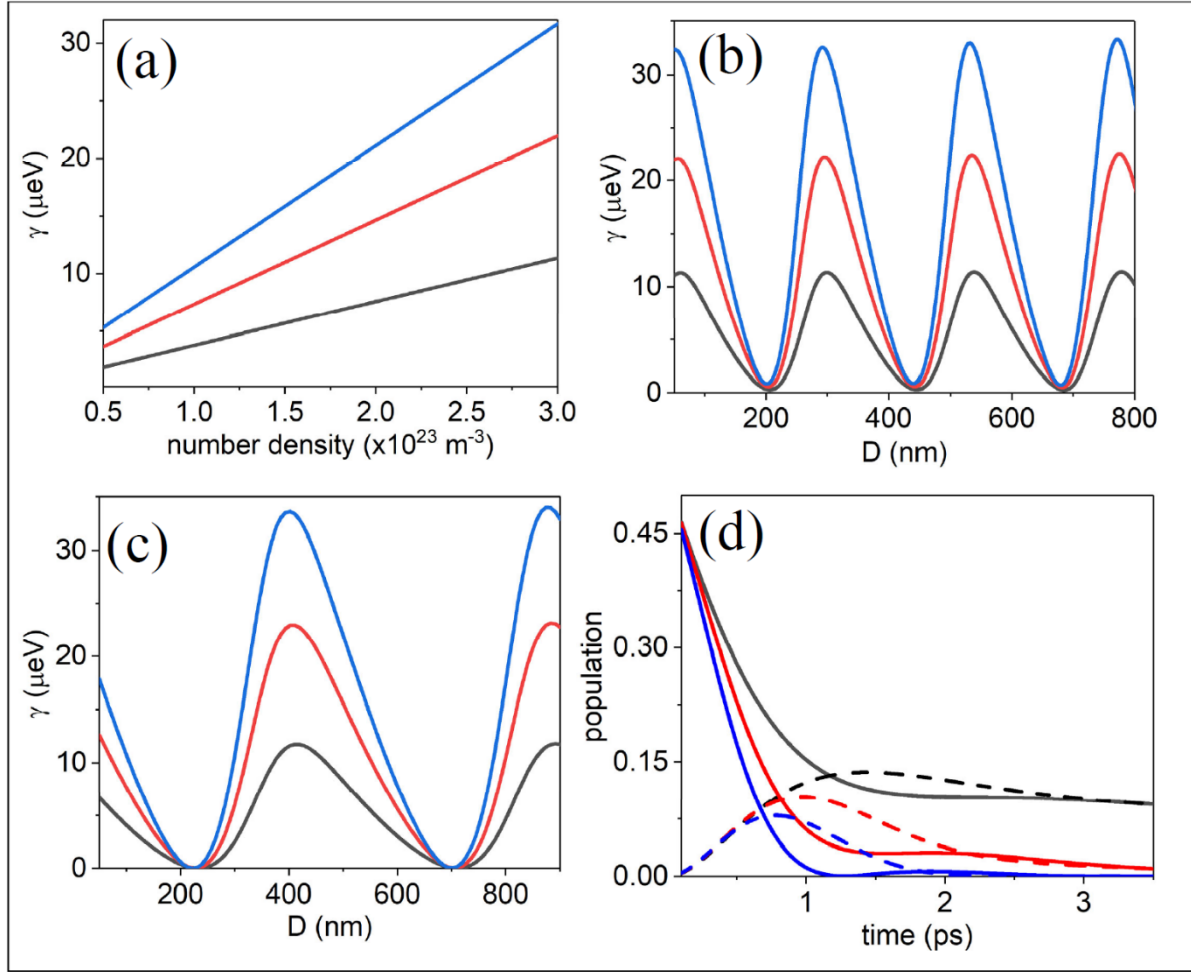 (a)
30
20
10
γ (μeV)
0.5 1.0 1.5 2.0 2.5 3.0
number density (x10²³ m⁻³)
(b)
30
20
10
0
γ (μeV)
200 400 600 800
D (nm)
(c)
30
20
10
0
γ (μeV)
200 400 600 800
D (nm)
(d)
0.45
0.30
0.15
0.00
population
1 2 3
time (ps)